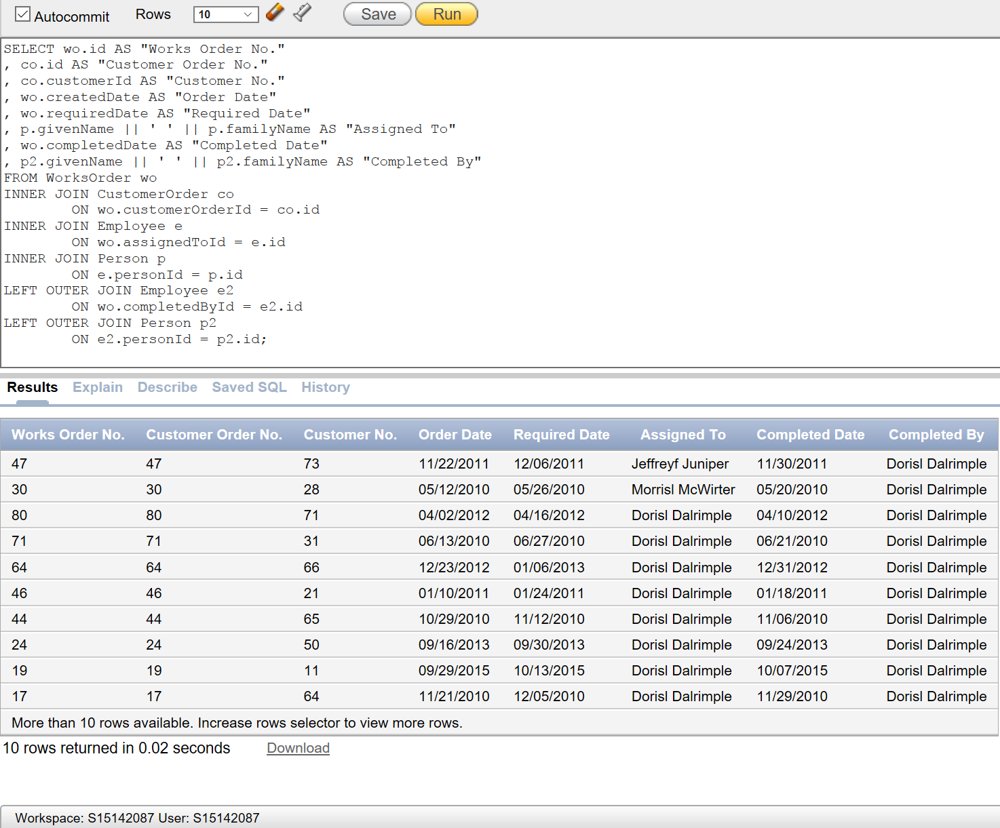 Autocommit Rows 10 Save Run
SELECT wo.id AS "Works Order No."
, co.id AS "Customer Order No."
, co.customerId AS "Customer No."
, wo.createdDate AS "Order Date"
, wo.requiredDate AS "Required Date"
, p.givenName || ' ' || p.familyName AS "Assigned To"
, wo.completedDate AS "Completed Date"
, p2.givenName || ' ' || p2.familyName AS "Completed By"
FROM WorksOrder wo
INNER JOIN CustomerOrder co
ON wo.customerOrderId = co.id
INNER JOIN Employee e
ON wo.assignedToId = e.id
INNER JOIN Person p
ON e.personId = p.id
LEFT OUTER JOIN Employee e2
ON wo.completedById = e2.id
LEFT OUTER JOIN Person p2
ON e2.personId = p2.id;
Results Explain Describe Saved SQL History
Works Order No. Customer Order No. Customer No. Order Date Required Date Assigned To Completed Date Completed By
47 47 73 11/22/2011 12/06/2011 Jeffreyf Juniper 11/30/2011 Dorisl Dalrimple
30 30 28 05/12/2010 05/26/2010 Morrisl McWirter 05/20/2010 Dorisl Dalrimple
80 80 71 04/02/2012 04/16/2012 Dorisl Dalrimple 04/10/2012 Dorisl Dalrimple
71 71 31 06/13/2010 06/27/2010 Dorisl Dalrimple 06/21/2010 Dorisl Dalrimple
64 64 66 12/23/2012 01/06/2013 Dorisl Dalrimple 12/31/2012 Dorisl Dalrimple
46 46 21 01/10/2011 01/24/2011 Dorisl Dalrimple 01/18/2011 Dorisl Dalrimple
44 44 65 10/29/2010 11/12/2010 Dorisl Dalrimple 11/06/2010 Dorisl Dalrimple
24 24 50 09/16/2013 09/30/2013 Dorisl Dalrimple 09/24/2013 Dorisl Dalrimple
19 19 11 09/29/2015 10/13/2015 Dorisl Dalrimple 10/07/2015 Dorisl Dalrimple
17 17 64 11/21/2010 12/05/2010 Dorisl Dalrimple 11/29/2010 Dorisl Dalrimple
More than 10 rows available. Increase rows selector to view more rows.
10 rows returned in 0.02 seconds Download
Workspace: S15142087 User: S15142087